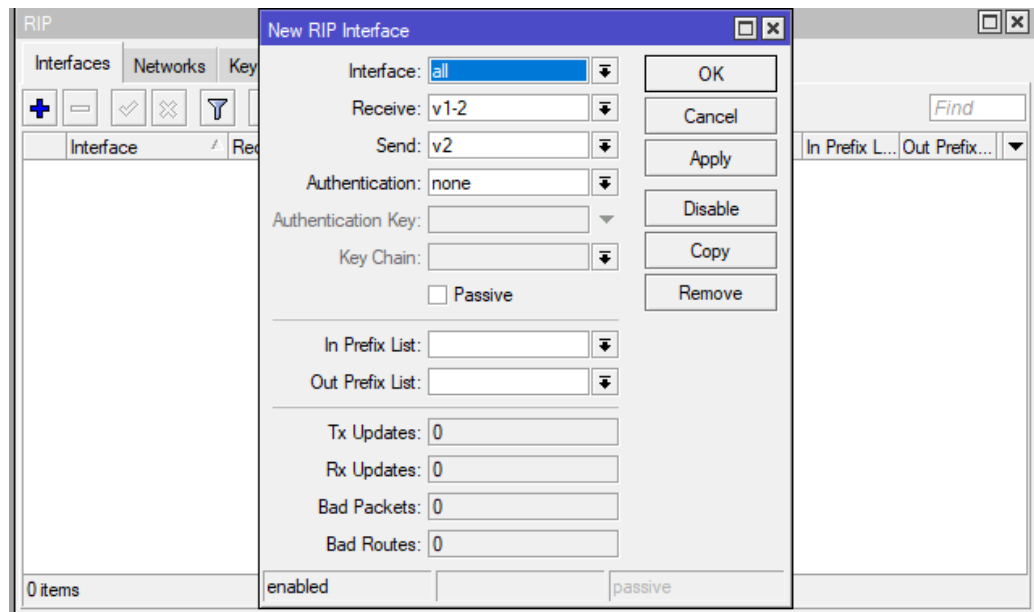 RIP
Interfaces Networks Key
Find
Interface Rec In Prefix L... Out Prefix...
0 items
New RIP Interface
Interface: all
Receive: v1-2
Send: v2
Authentication: none
Authentication Key:
Key Chain:
Passive
In Prefix List:
Out Prefix List:
Tx Updates: 0
Rx Updates: 0
Bad Packets: 0
Bad Routes: 0
enabled passive
OK
Cancel
Apply
Disable
Copy
Remove